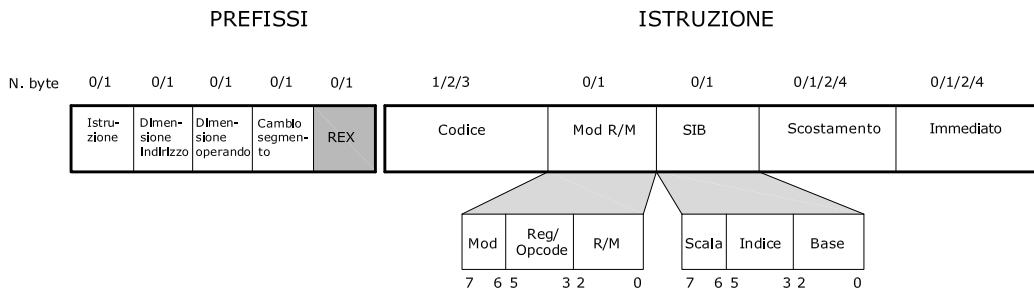 PREFISSI ISTRUZIONE
N. byte 0/1 0/1 0/1 0/1 0/1 1/2/3 0/1 0/1 0/1/2/4 0/1/2/4
Istru-
zione
Dimen-
sione
Indirizzo
Dimen-
sione
operando
Cambio
segmen-
to
REX
Codice
Mod R/M
SIB
Scostamento
Immediato
Mod
Reg/
Opcode
R/M
Scala
Indice
Base
7 6 5 3 2 0 7 6 5 3 2 0